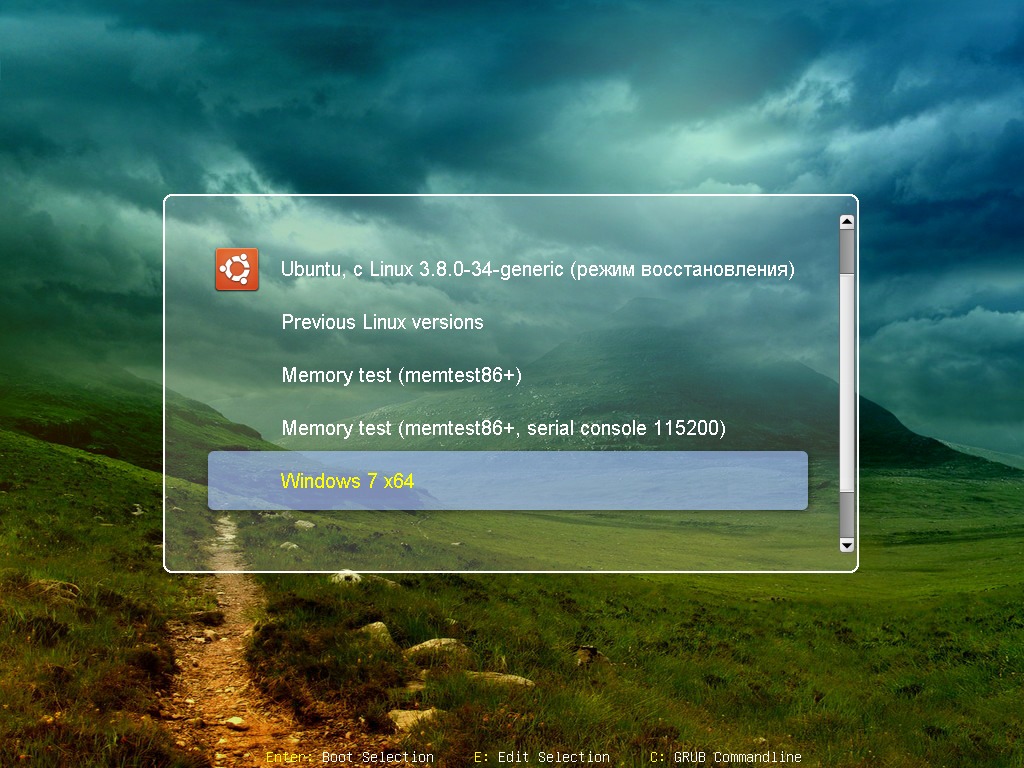 Ubuntu, с Linux 3.8.0-34-generic (режим восстановления)
Previous Linux versions
Memory test (memtest86+)
Memory test (memtest86+, serial console 115200)
Windows 7 x64
Enter: Boot Selection E: Edit Selection C: GRUB Commandline